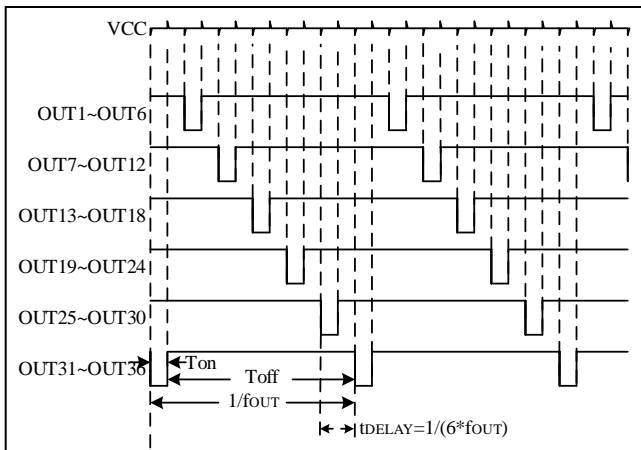 VCC
OUT1~OUT6
OUT7~OUT12
OUT13~OUT18
OUT19~OUT24
OUT25~OUT30
OUT31~OUT36
Ton
Toff
1/fOUT
tDELAY=1/(6*fOUT)